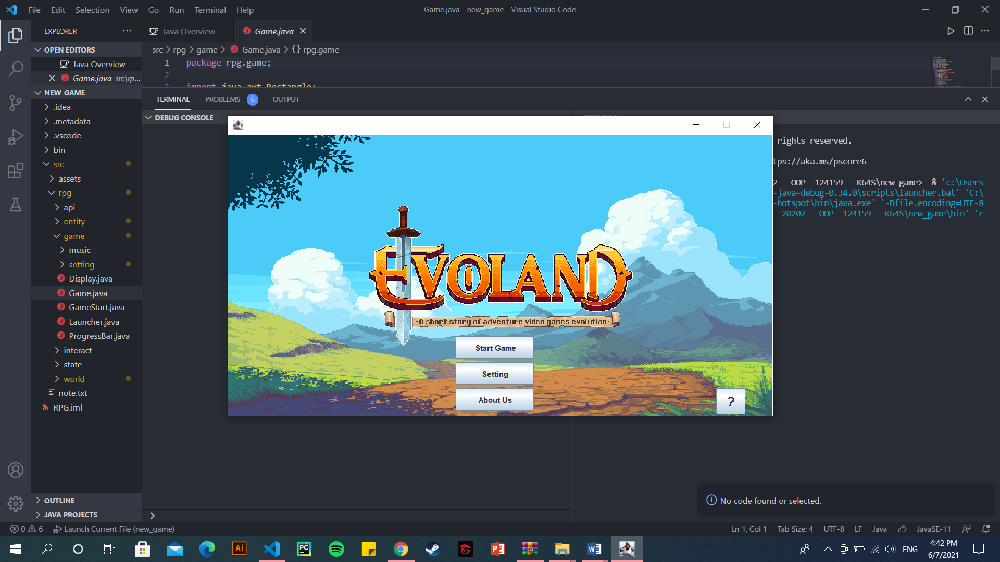 File Edit Selection View Go Run Terminal Help
Game.java - new_game - Visual Studio Code
EXPLORER
Java Overview
Game.java
OPEN EDITORS
Java Overview
Game.java src\rp...
NEW_GAME
.idea
.metadata
.vscode
bin
src
assets
rpg
api
entity
game
music
setting
Display.java
Game.java
GameStart.java
Launcher.java
ProgressBar.java
interact
state
world
note.txt
RPG.iml
OUTLINE
JAVA PROJECTS
src > rpg > game > Game.java > {} rpg.game
1 package rpg.game;
2
3 import java.awt.Rectangle;
TERMINAL PROBLEMS 6 OUTPUT
DEBUG CONSOLE
rights reserved.
tps://aka.ms/pscore6
2 - OOP -124159 - K64S\new_game> & 'c:\Users
-java-debug-0.34.0\scripts\launcher.bat' 'C:\
-hotspot\bin\java.exe' '-Dfile.encoding=UTF-8
- 20202 - OOP -124159 - K64S\new_game\bin' 'r
EVOLAND
·A short story of adventure video games evolution·
Start Game
Setting
About Us
?
No code found or selected.
0 6 Launch Current File (new_game)
Ln 1, Col 1 Tab Size: 4 UTF-8 LF Java JavaSE-11
ENG
4:42 PM
6/7/2021